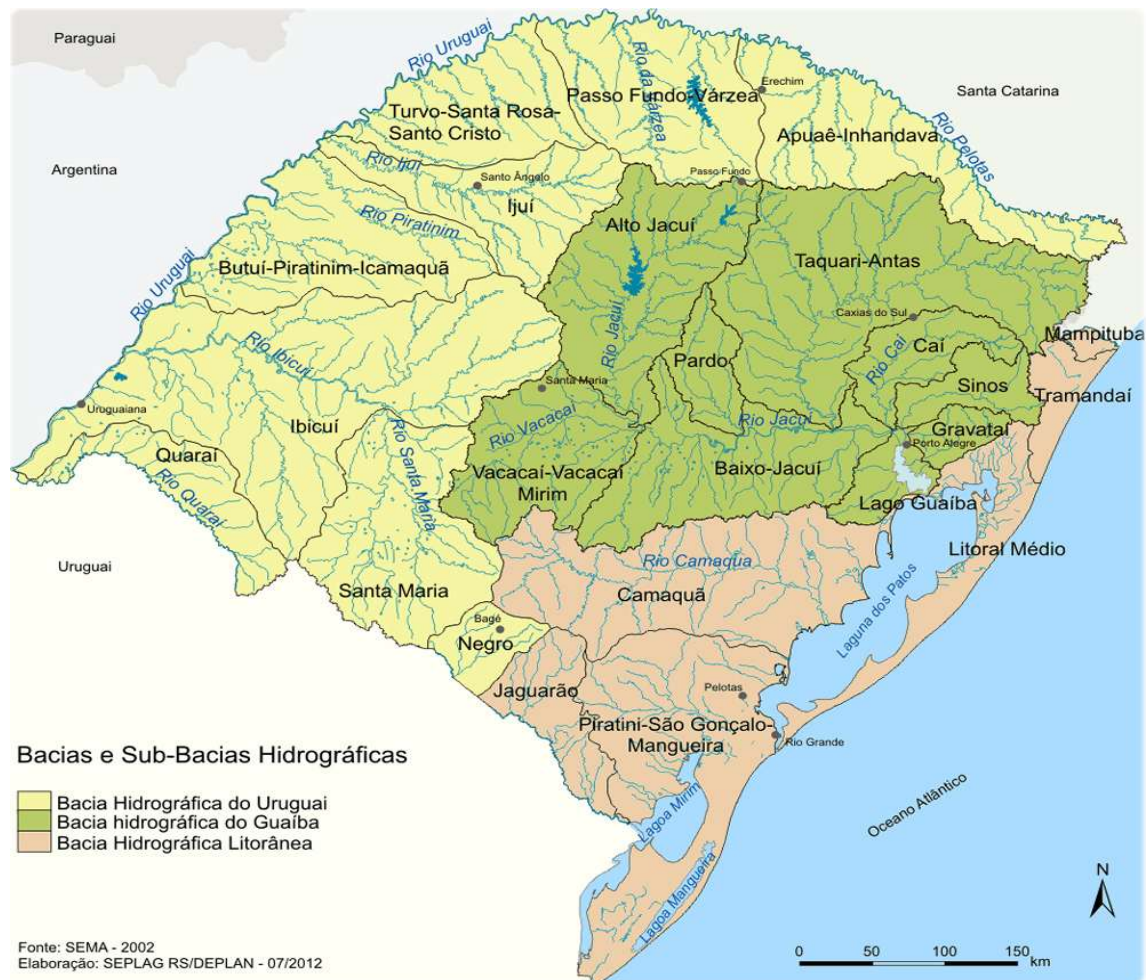 Paraguai
Rio Uruguai
Santa Catarina
Erechim
Passo Fundo-Várzea
Rio da Várzea
Turvo-Santa Rosa-
Santo Cristo
Apuaê-Inhandava
Rio Pelotas
Argentina
Rio Ijuí
Santo Ângelo
Ijuí
Passo Fundo
Rio Piratinim
Alto Jacuí
Butuí-Piratinim-Icamaquã
Taquari-Antas
Rio Uruguai
Rio Jacuí
Caxias do Sul
Mampituba
Rio Ibicuí
Pardo
Rio Caí
Caí
Santa Maria
Sinos
Tramandaí
Uruguaiana
Ibicuí
Rio Vacacaí
Rio Jacuí
Gravataí
Porto Alegre
Quaraí
Rio Santa Maria
Vacacaí-Vacacaí
Mirim
Baixo-Jacuí
Rio Quaraí
Lago Guaíba
Litoral Médio
Uruguai
Rio Camaquã
Santa Maria
Camaquã
Laguna dos Patos
Bagé
Negro
Jaguarão
Pelotas
Piratini-São Gonçalo-
Mangueira
Rio Grande
Oceano Atlântico
Lagoa Mirim
Lagoa Mangueira
Bacias e Sub-Bacias Hidrográficas
Bacia Hidrográfica do Uruguai
Bacia hidrográfica do Guaíba
Bacia Hidrográfica Litorânea
N
0 50 100 150
km
Fonte: SEMA - 2002
Elaboração: SEPLAG RS/DEPLAN - 07/2012